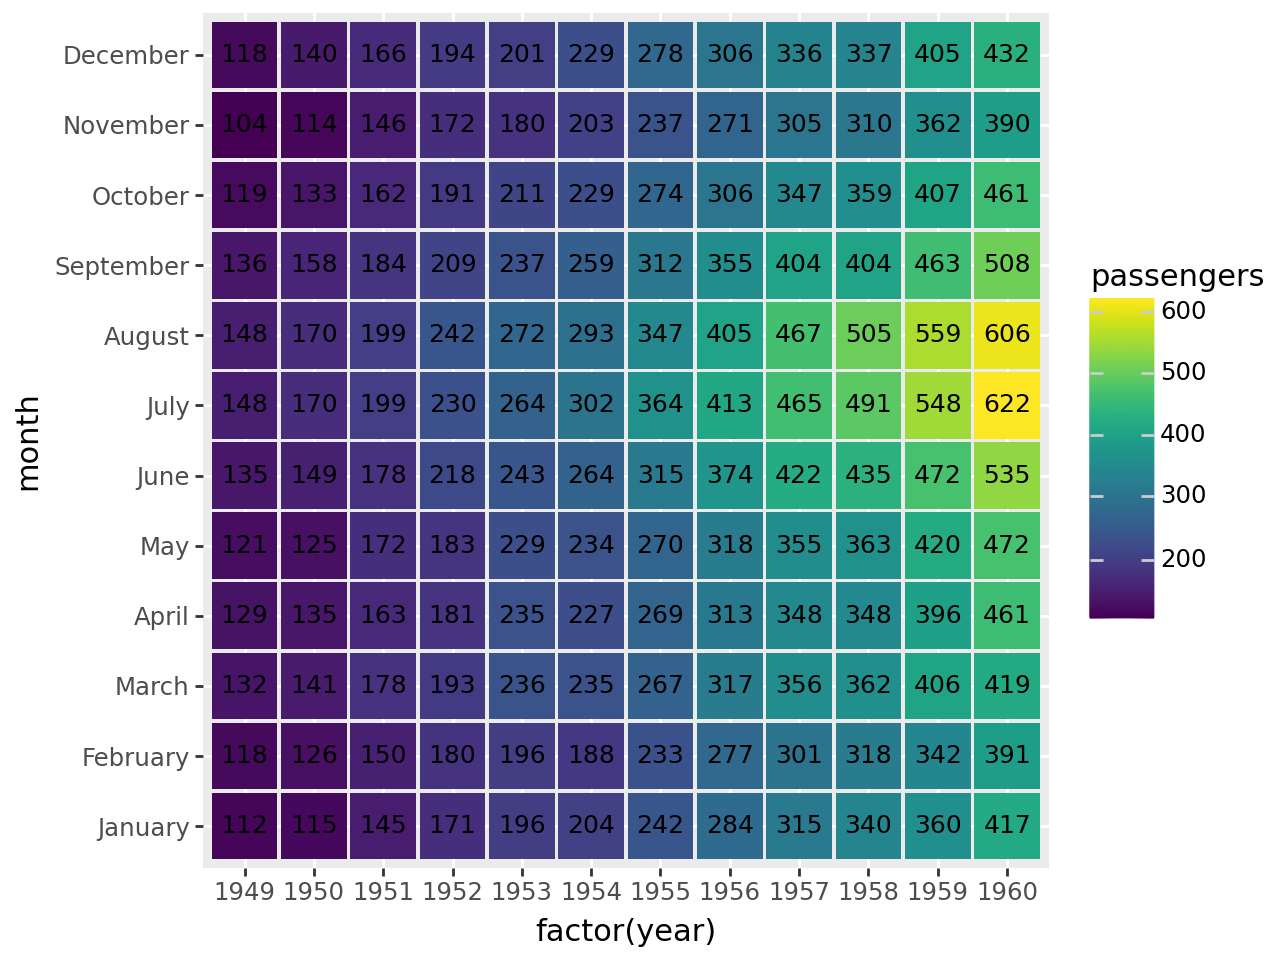 December 118 140 166 194 201 229 278 306 336 337 405 432
November 104 114 146 172 180 203 237 271 305 310 362 390
October 119 133 162 191 211 229 274 306 347 359 407 461
September 136 158 184 209 237 259 312 355 404 404 463 508
August 148 170 199 242 272 293 347 405 467 505 559 606
July 148 170 199 230 264 302 364 413 465 491 548 622
June 135 149 178 218 243 264 315 374 422 435 472 535
May 121 125 172 183 229 234 270 318 355 363 420 472
April 129 135 163 181 235 227 269 313 348 348 396 461
March 132 141 178 193 236 235 267 317 356 362 406 419
February 118 126 150 180 196 188 233 277 301 318 342 391
January 112 115 145 171 196 204 242 284 315 340 360 417
1949 1950 1951 1952 1953 1954 1955 1956 1957 1958 1959 1960
factor(year)
month
passengers
600
500
400
300
200